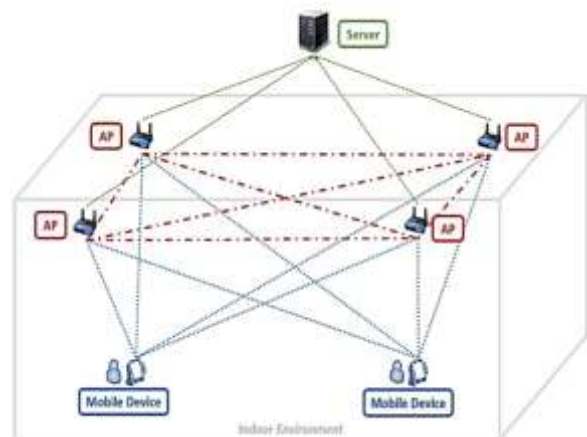 Server
AP
AP
AP
AP
Mobile Device
Mobile Device
Indoor Environment